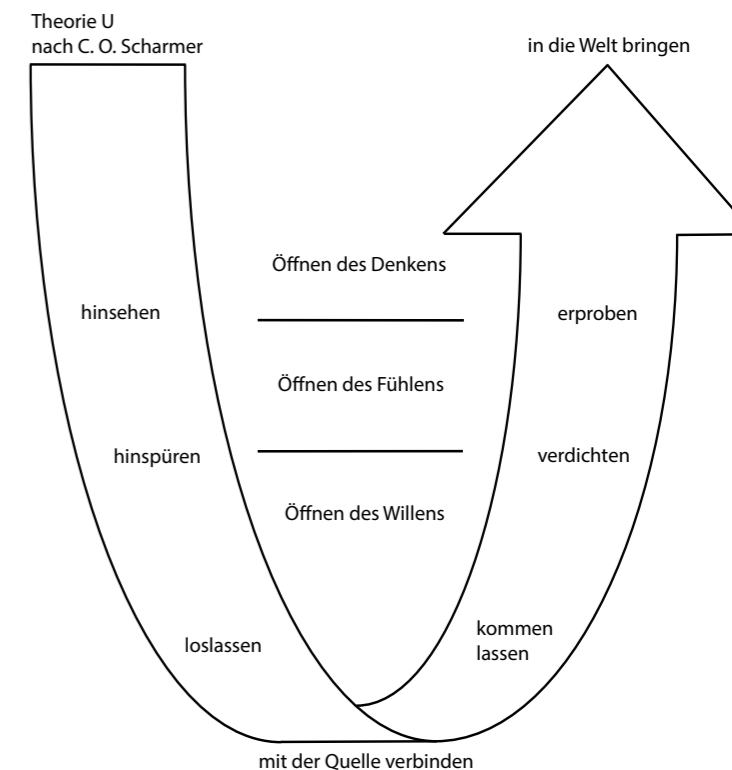 Theorie U
nach C. O. Scharmer
in die Welt bringen
Öffnen des Denkens
hinsehen
erproben
Öffnen des Fühlens
hinspüren
verdichten
Öffnen des Willens
loslassen
kommen
lassen
mit der Quelle verbinden